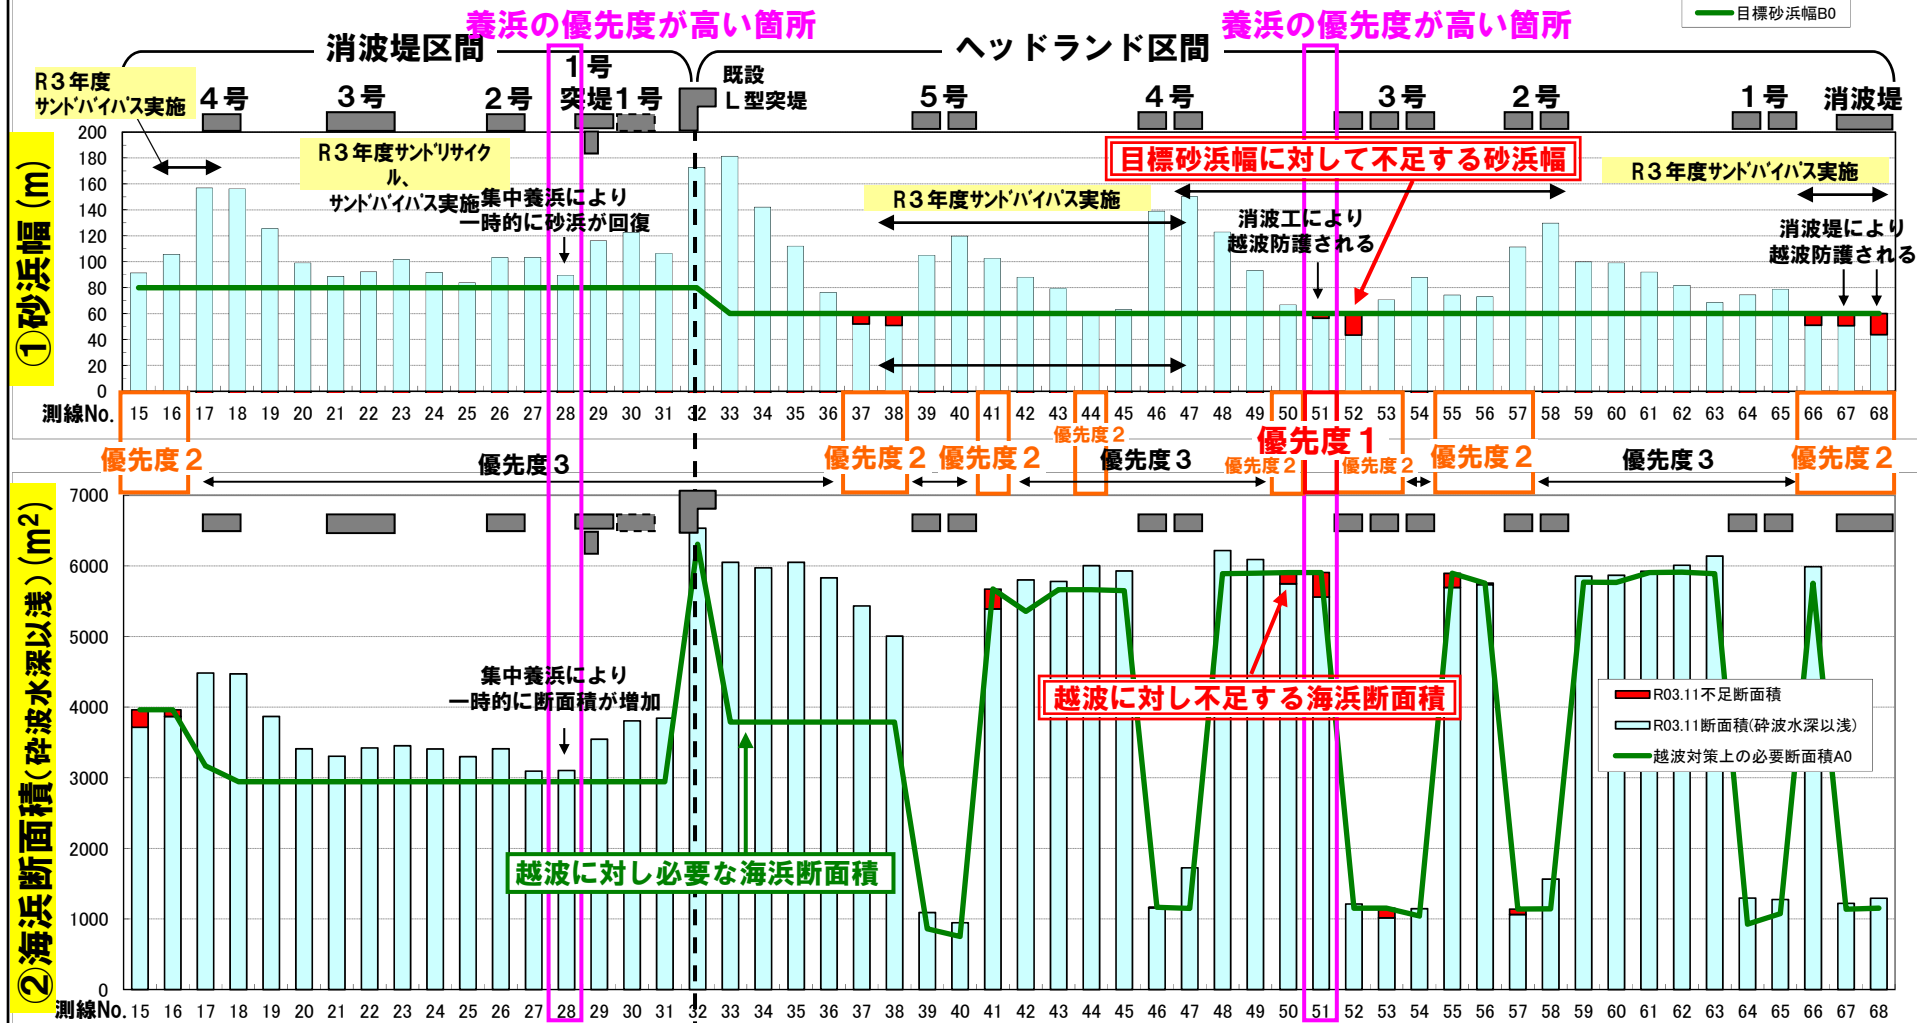 目標砂浜幅B0
養浜の優先度が高い箇所
養浜の優先度が高い箇所
消波堤区間
ヘッドランド区間
R3年度
サンドバイパス実施
4号
3号
2号
1号
突堤
1号
既設
L型突堤
5号
4号
3号
2号
1号
消波堤
①砂浜幅(m)
200
180
160
140
120
100
80
60
40
20
0
R3年度サンドリサイク
ル、
サンドバイパス実施
集中養浜により
一時的に砂浜が回復
R3年度サンドバイパス実施
目標砂浜幅に対して不足する砂浜幅
消波工により
越波防護される
R3年度サンドバイパス実施
消波堤により
越波防護される
測線No. 15 16 17 18 19 20 21 22 23 24 25 26 27 28 29 30 31 32 33 34 35 36 37 38 39 40 41 42 43 44 45 46 47 48 49 50 51 52 53 54 55 56 57 58 59 60 61 62 63 64 65 66 67 68
優先度2
優先度3
優先度2
優先度2
優先度2
優先度3
優先度2
優先度1
優先度2
優先度2
優先度3
優先度2
②海浜断面積(砕波水深以浅)(m²)
7000
6000
5000
4000
3000
2000
1000
0
集中養浜により
一時的に断面積が増加
越波に対し必要な海浜断面積
越波に対し不足する海浜断面積
R03.11不足断面積
R03.11断面積(砕波水深以浅)
越波対策上の必要断面積A0
測線No. 15 16 17 18 19 20 21 22 23 24 25 26 27 28 29 30 31 32 33 34 35 36 37 38 39 40 41 42 43 44 45 46 47 48 49 50 51 52 53 54 55 56 57 58 59 60 61 62 63 64 65 66 67 68